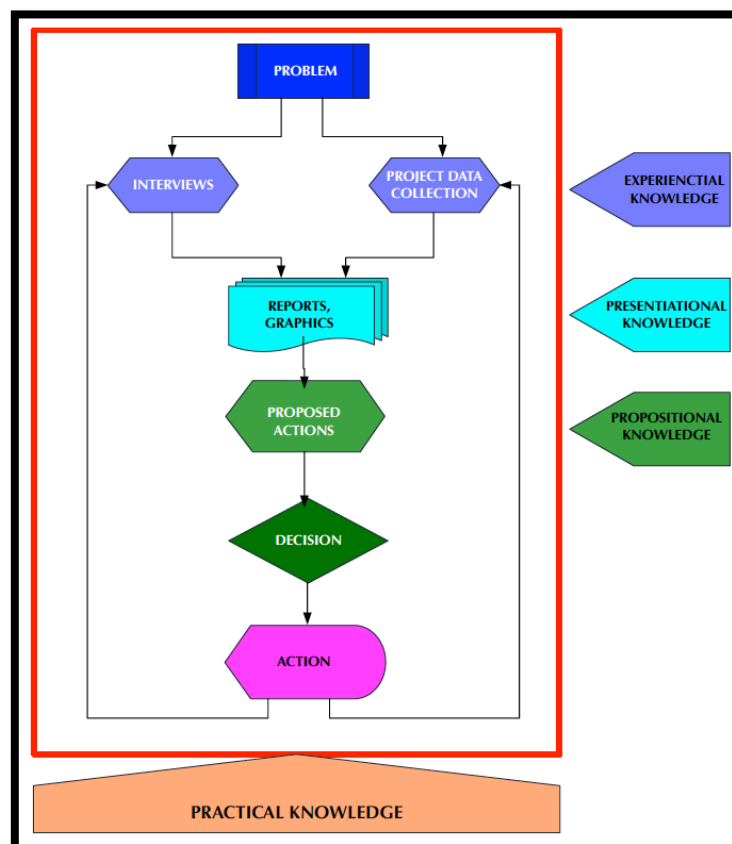 PROBLEM
INTERVIEWS
PROJECT DATA
COLLECTION
EXPERIENCTIAL
KNOWLEDGE
REPORTS,
GRAPHICS
PRESENTIATIONAL
KNOWLEDGE
PROPOSED
ACTIONS
PROPOSITIONAL
KNOWLEDGE
DECISION
ACTION
PRACTICAL KNOWLEDGE